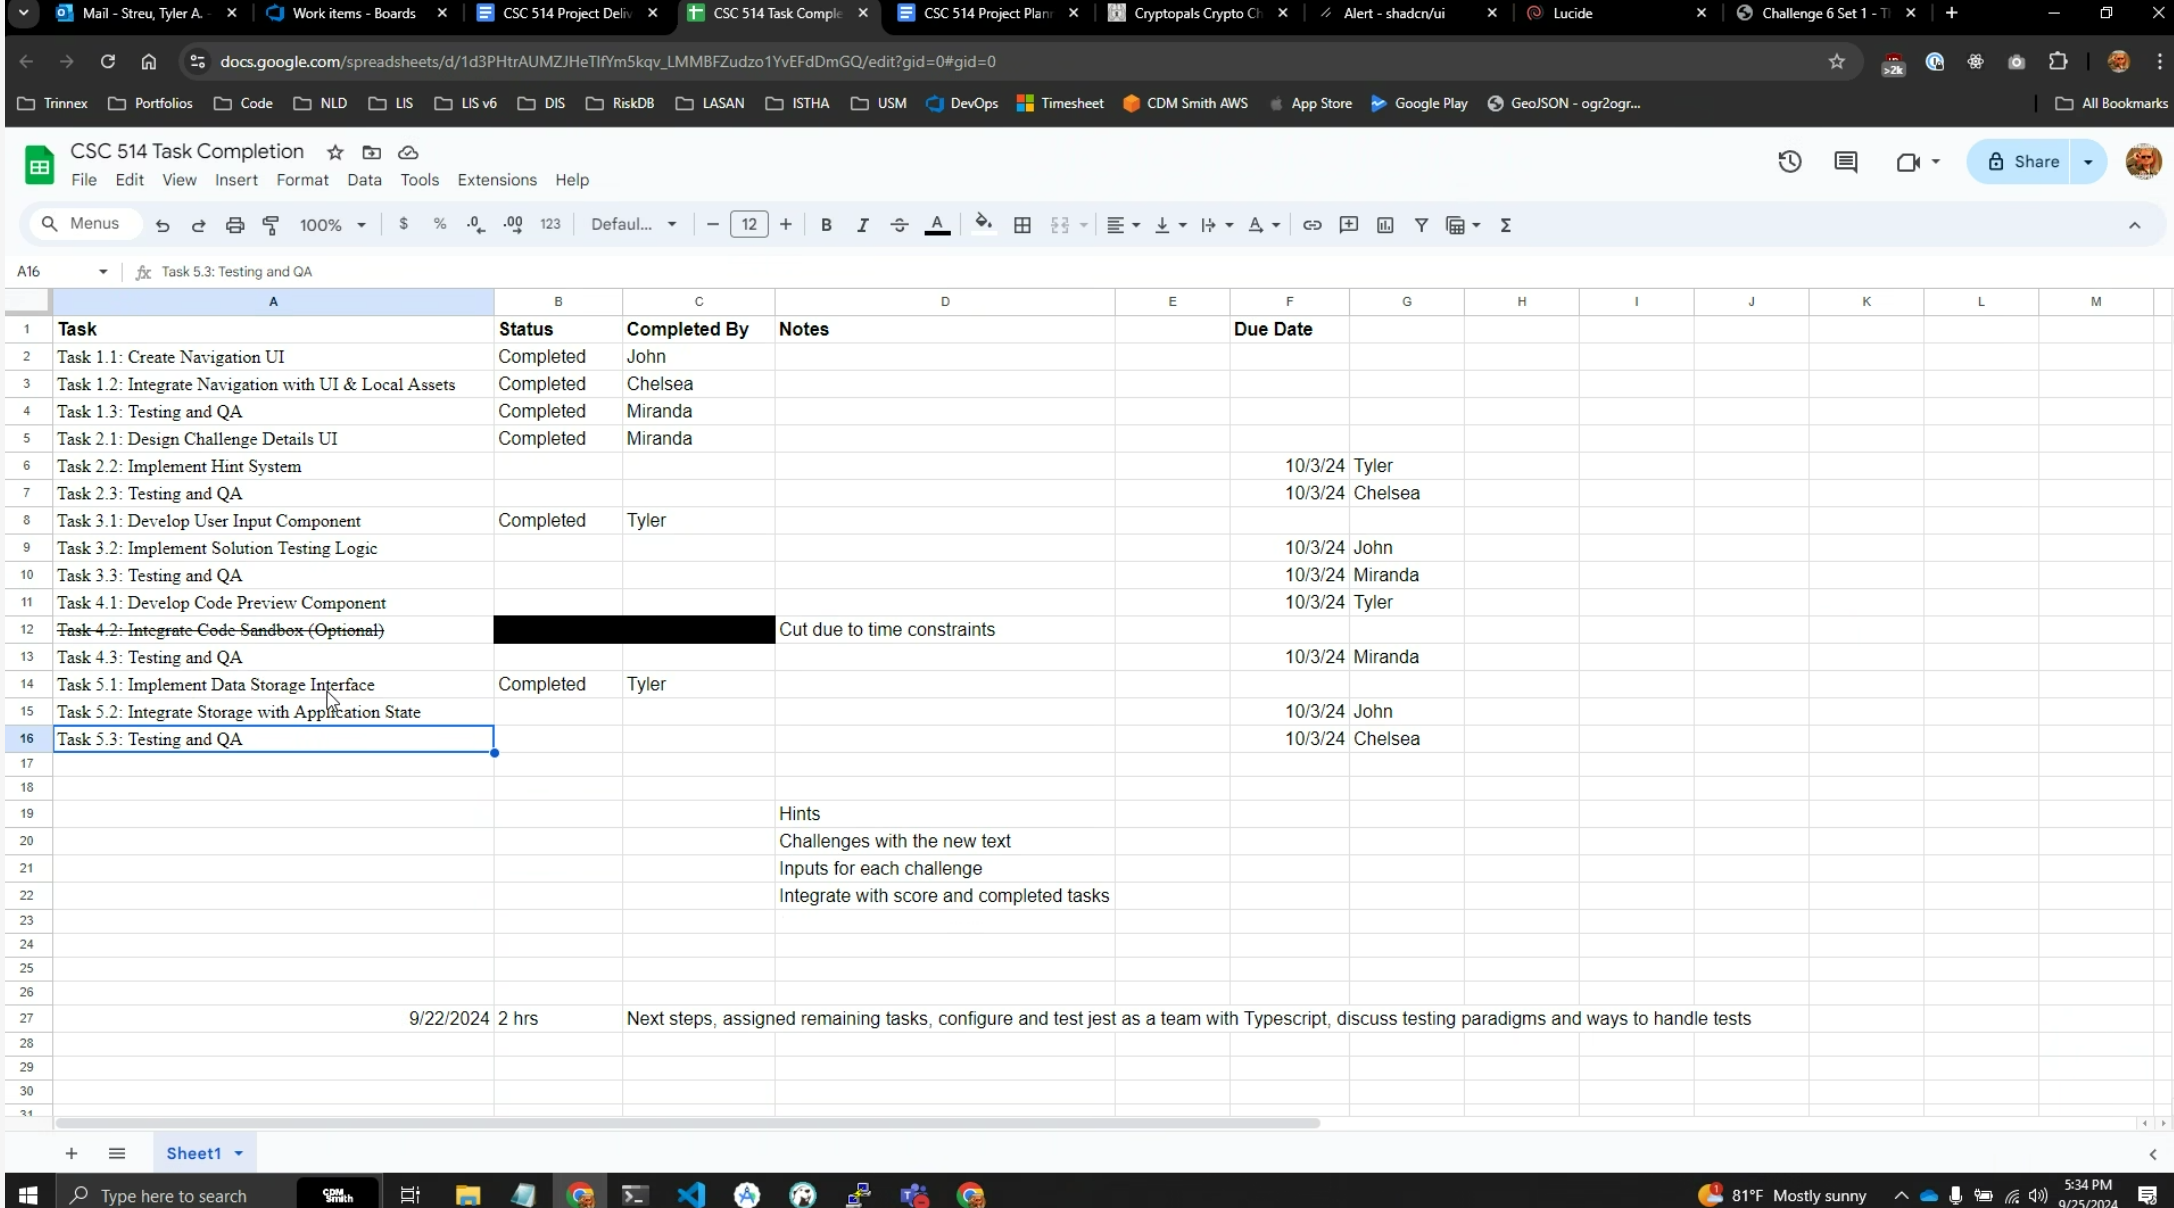 Mail - Streu, Tyler A. - Work items - Boards CSC 514 Project Deliv CSC 514 Task Comple CSC 514 Project Plann Cryptopals Crypto Ch Alert - shadcn/ui Lucide Challenge 6 Set 1 - Th
docs.google.com/spreadsheets/d/1d3PHtrAUMZJHeTlfYm5kqv_LMMBFZudzo1YvEFdDmGQ/edit?gid=0#gid=0 >2k
Trinnex Portfolios Code NLD LIS LIS v6 DIS RiskDB LASAN ISTHA USM DevOps Timesheet CDM Smith AWS App Store Google Play GeoJSON - ogr2ogr... All Bookmarks
CSC 514 Task Completion
File Edit View Insert Format Data Tools Extensions Help Share
Menus 100% $ % .0 .00 123 Defaul... 12 B I A
A16 fx Task 5.3: Testing and QA
A B C D E F G H I J K L M
1 Task Status Completed By Notes Due Date
2 Task 1.1: Create Navigation UI Completed John
3 Task 1.2: Integrate Navigation with UI & Local Assets Completed Chelsea
4 Task 1.3: Testing and QA Completed Miranda
5 Task 2.1: Design Challenge Details UI Completed Miranda
6 Task 2.2: Implement Hint System 10/3/24 Tyler
7 Task 2.3: Testing and QA 10/3/24 Chelsea
8 Task 3.1: Develop User Input Component Completed Tyler
9 Task 3.2: Implement Solution Testing Logic 10/3/24 John
10 Task 3.3: Testing and QA 10/3/24 Miranda
11 Task 4.1: Develop Code Preview Component 10/3/24 Tyler
12 Task 4.2: Integrate Code Sandbox (Optional) Cut due to time constraints
13 Task 4.3: Testing and QA 10/3/24 Miranda
14 Task 5.1: Implement Data Storage Interface Completed Tyler
15 Task 5.2: Integrate Storage with Application State 10/3/24 John
16 Task 5.3: Testing and QA 10/3/24 Chelsea
17
18
19 Hints
20 Challenges with the new text
21 Inputs for each challenge
22 Integrate with score and completed tasks
23
24
25
26
27 9/22/2024 2 hrs Next steps, assigned remaining tasks, configure and test jest as a team with Typescript, discuss testing paradigms and ways to handle tests
28
29
30
31
Sheet1
Type here to search CDM Smith 81°F Mostly sunny 5:34 PM
9/25/2024